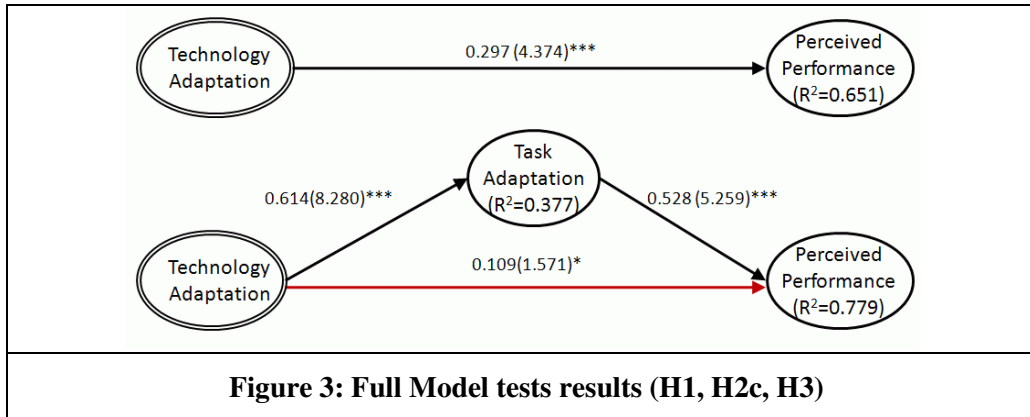 Technology
Adaptation
0.297 (4.374)***
Perceived
Performance
(R²=0.651)
Task
Adaptation
(R²=0.377)
0.614(8.280)***
0.528 (5.259)***
Technology
Adaptation
0.109(1.571)*
Perceived
Performance
(R²=0.779)
Figure 3: Full Model tests results (H1, H2c, H3)